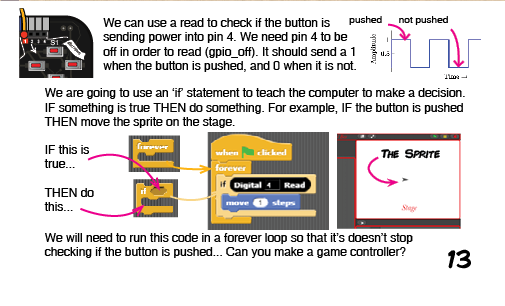 We can use a read to check if the button is
sending power into pin 4. We need pin 4 to be
off in order to read (gpio_off). It should send a 1
when the button is pushed, and 0 when it is not.
pushed
not pushed
Amplitude
1
0.5
Time
1 2 3 4 S1
We are going to use an 'if' statement to teach the computer to make a decision.
IF something is true THEN do something. For example, IF the button is pushed
THEN move the sprite on the stage.
IF this is
true...
THEN do
this...
forever
if
when clicked
forever
if Digital 4 Read
move 1 steps
THE SPRITE
Stage
We will need to run this code in a forever loop so that it's doesn't stop
checking if the button is pushed... Can you make a game controller?
13